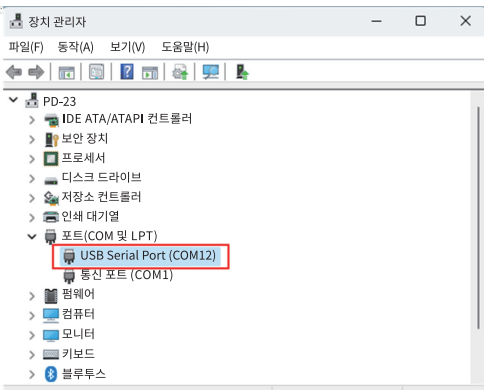 장치 관리자
파일(F) 동작(A) 보기(V) 도움말(H)
PD-23
IDE ATA/ATAPI 컨트롤러
보안 장치
프로세서
디스크 드라이브
저장소 컨트롤러
인쇄 대기열
포트(COM 및 LPT)
USB Serial Port (COM12)
통신 포트 (COM1)
펌웨어
컴퓨터
모니터
키보드
블루투스